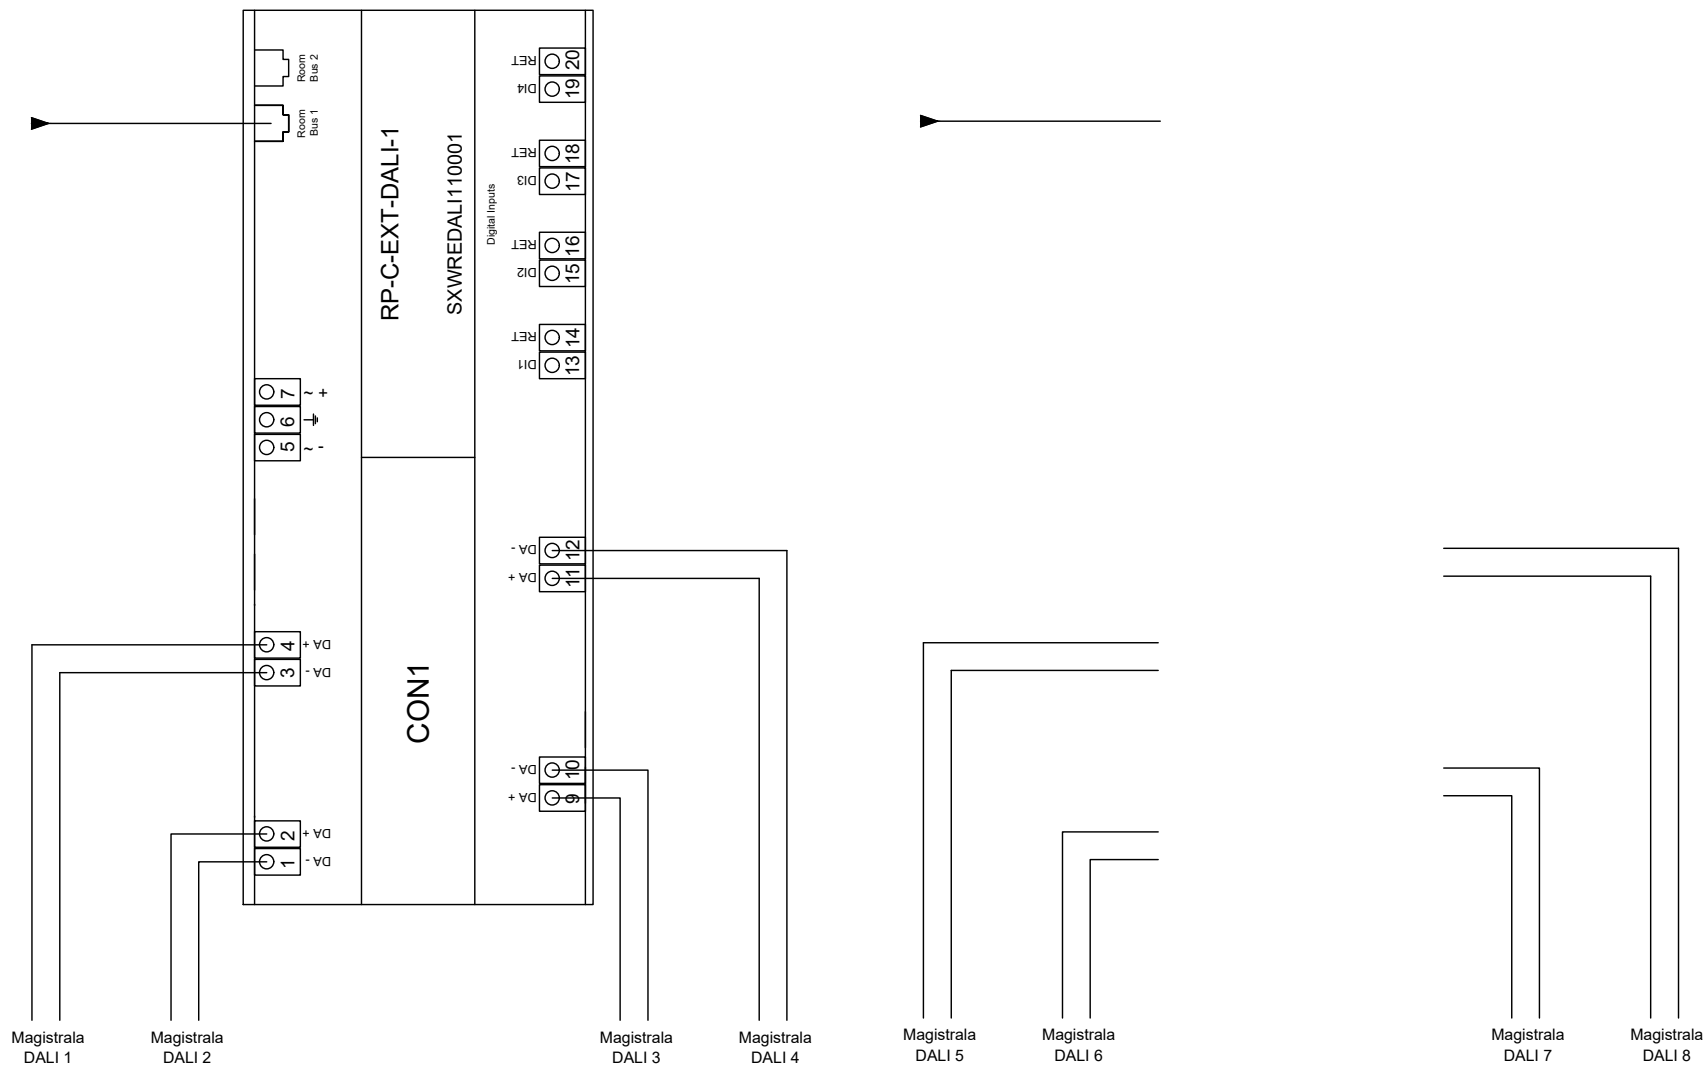 Room
Bus 2
Room
Bus 1
RP-C-EXT-DALI-1
SXWREDALI110001
Digital Inputs
RET 20
DI4 19
RET 18
DI3 17
RET 16
DI2 15
RET 14
DI1 13
7 ~ +
6
5 ~ -
DA - 12
DA + 11
4 DA +
3 DA -
CON1
DA - 10
DA + 9
2 DA +
1 DA -
Magistrala
DALI 1
Magistrala
DALI 2
Magistrala
DALI 3
Magistrala
DALI 4
Magistrala
DALI 5
Magistrala
DALI 6
Magistrala
DALI 7
Magistrala
DALI 8